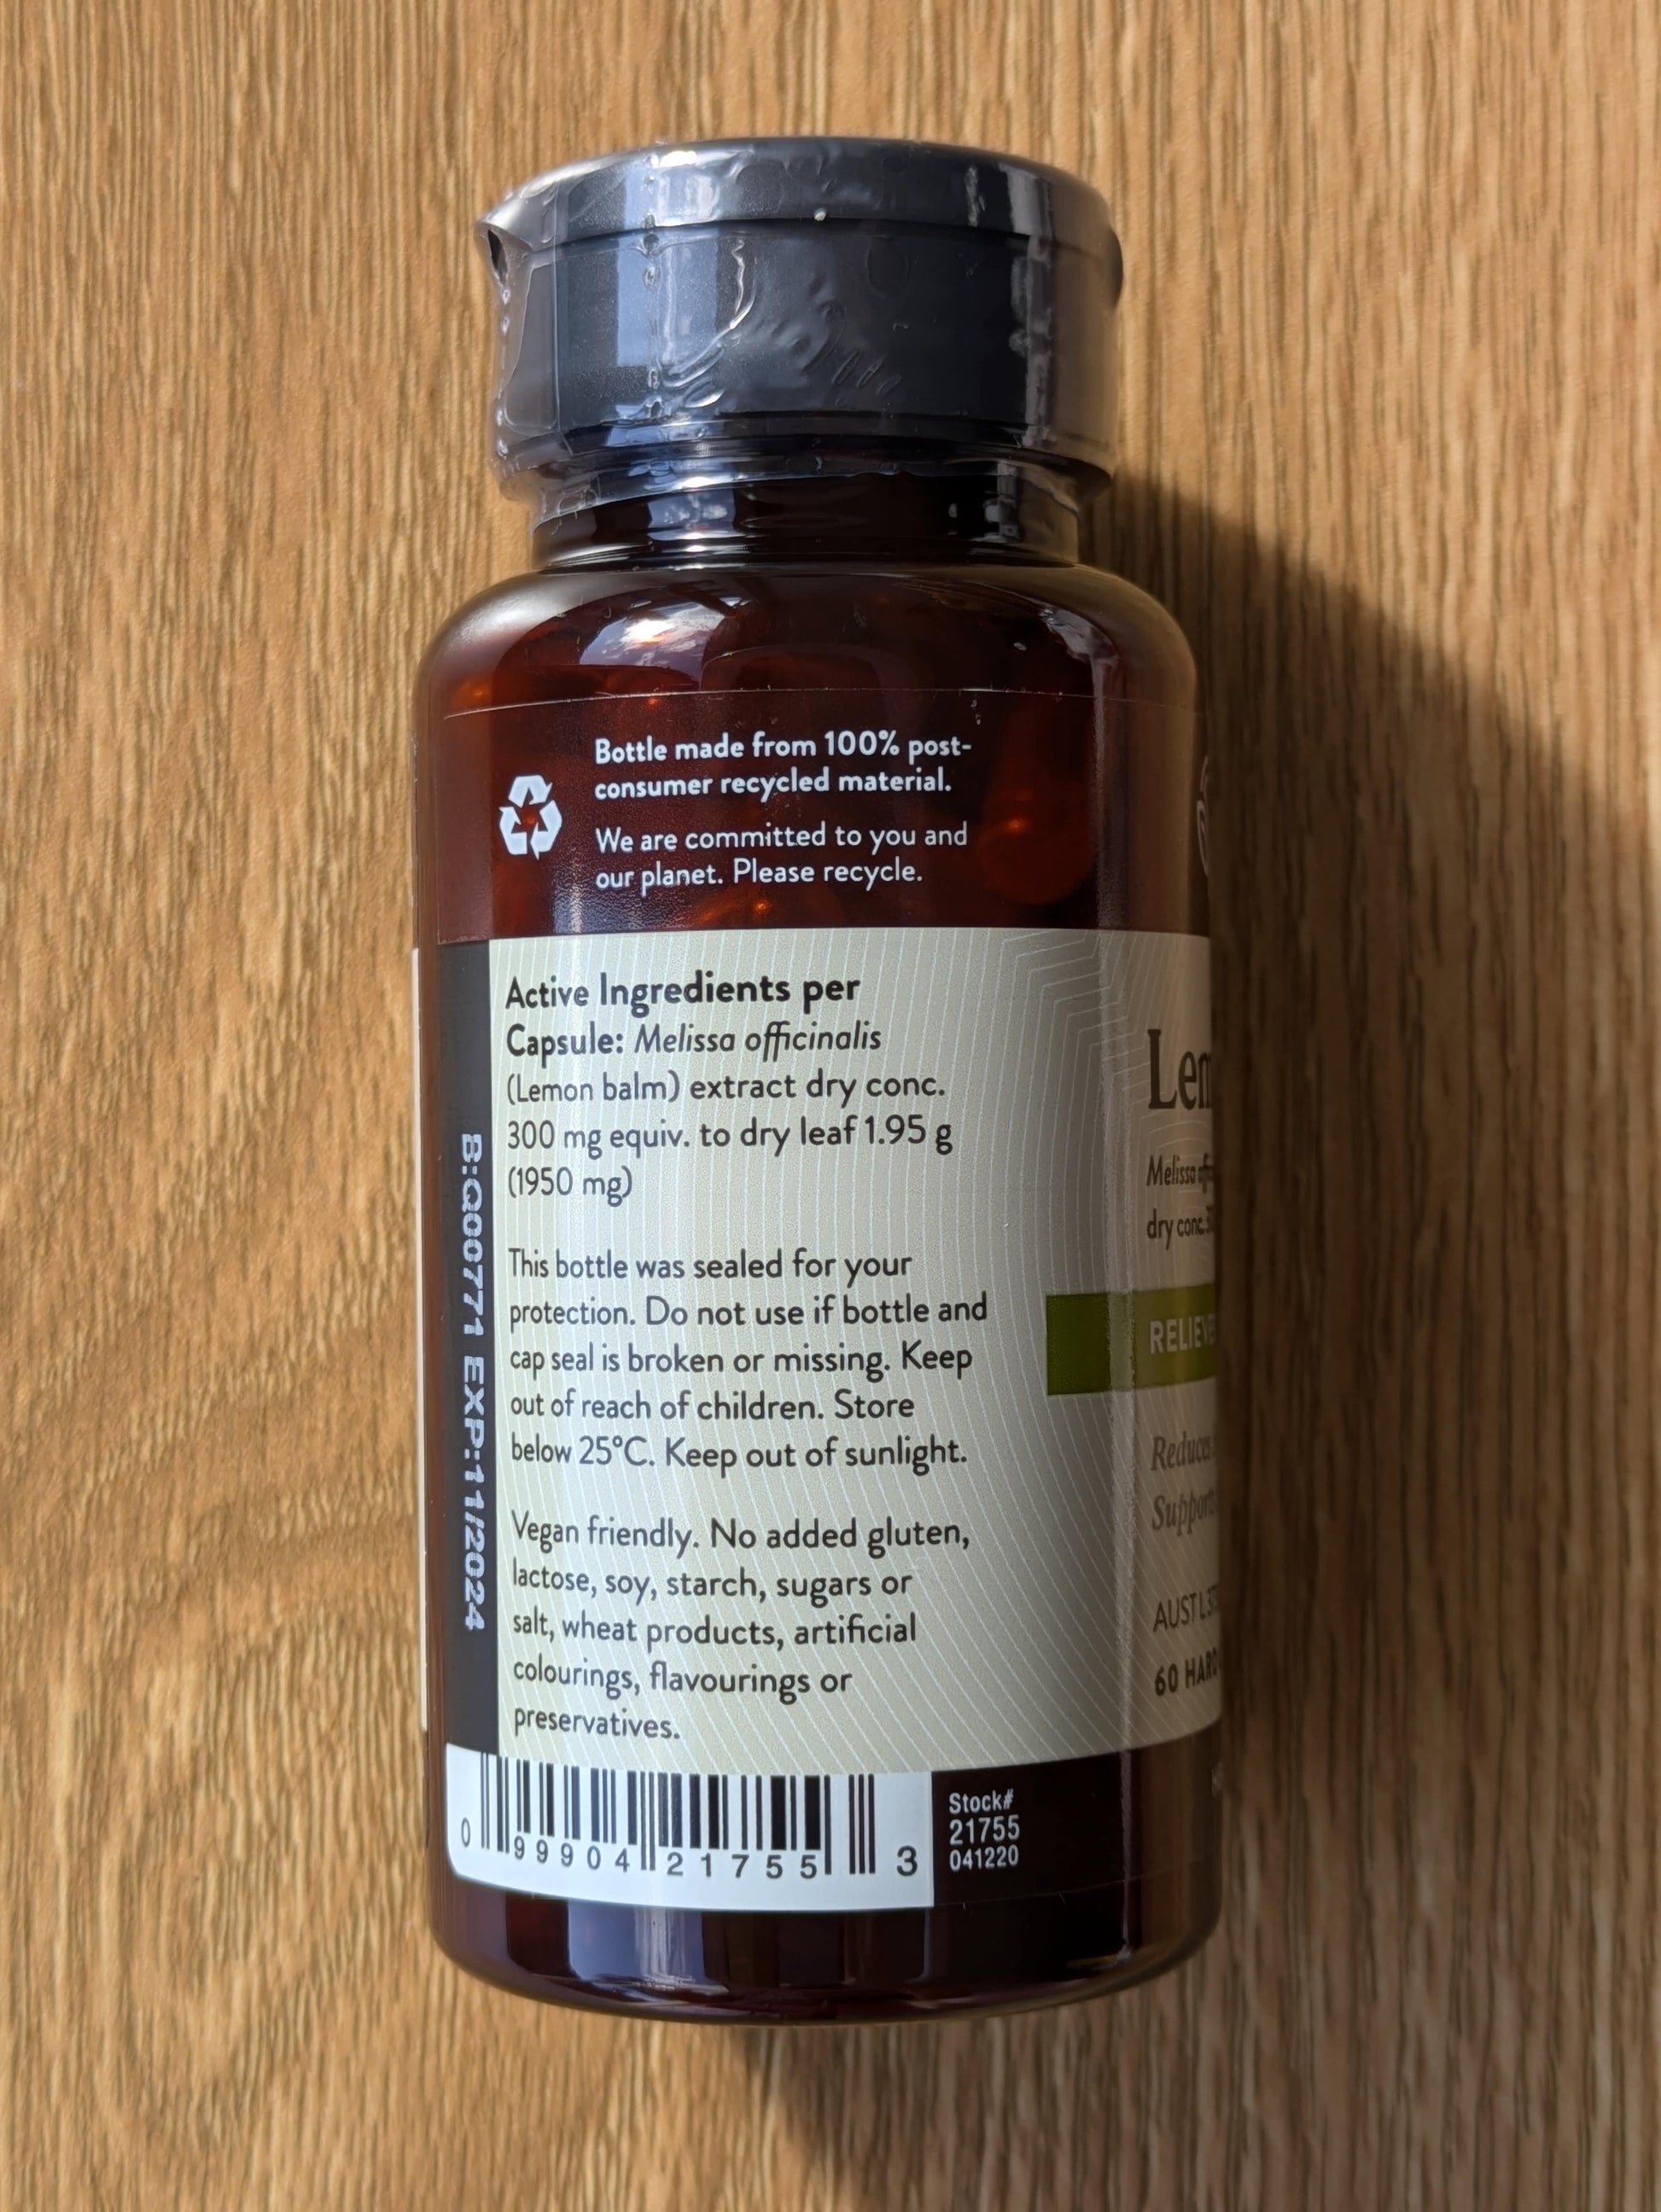 Bottle made from 100% post-
consumer recycled material.
We are committed to you and
our planet. Please recycle.
Active Ingredients per
Capsule: Melissa officinalis
(Lemon balm) extract dry conc.
300 mg equiv. to dry leaf 1.95 g
(1950 mg)
This bottle was sealed for your
protection. Do not use if bottle and
cap seal is broken or missing. Keep
out of reach of children. Store
below 25°C. Keep out of sunlight.
Vegan friendly. No added gluten,
lactose, soy, starch, sugars or
salt, wheat products, artificial
colourings, flavourings or
preservatives.
B:Q00771 EXP:11/2024
0 99904 21755 3
Stock#
21755
041220
Melissa
dry conc.
AUST L
60